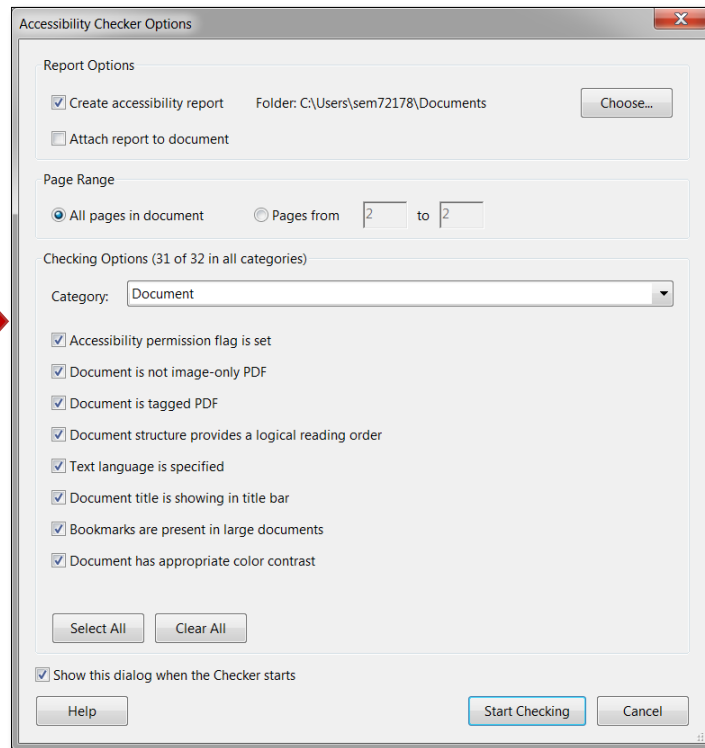 Accessibility Checker Options
Report Options
Create accessibility report Folder: C:\Users\sem72178\Documents Choose...
Attach report to document
Page Range
All pages in document Pages from 2 to 2
Checking Options (31 of 32 in all categories)
Category: Document
Accessibility permission flag is set
Document is not image-only PDF
Document is tagged PDF
Document structure provides a logical reading order
Text language is specified
Document title is showing in title bar
Bookmarks are present in large documents
Document has appropriate color contrast
Select All Clear All
Show this dialog when the Checker starts
Help Start Checking Cancel